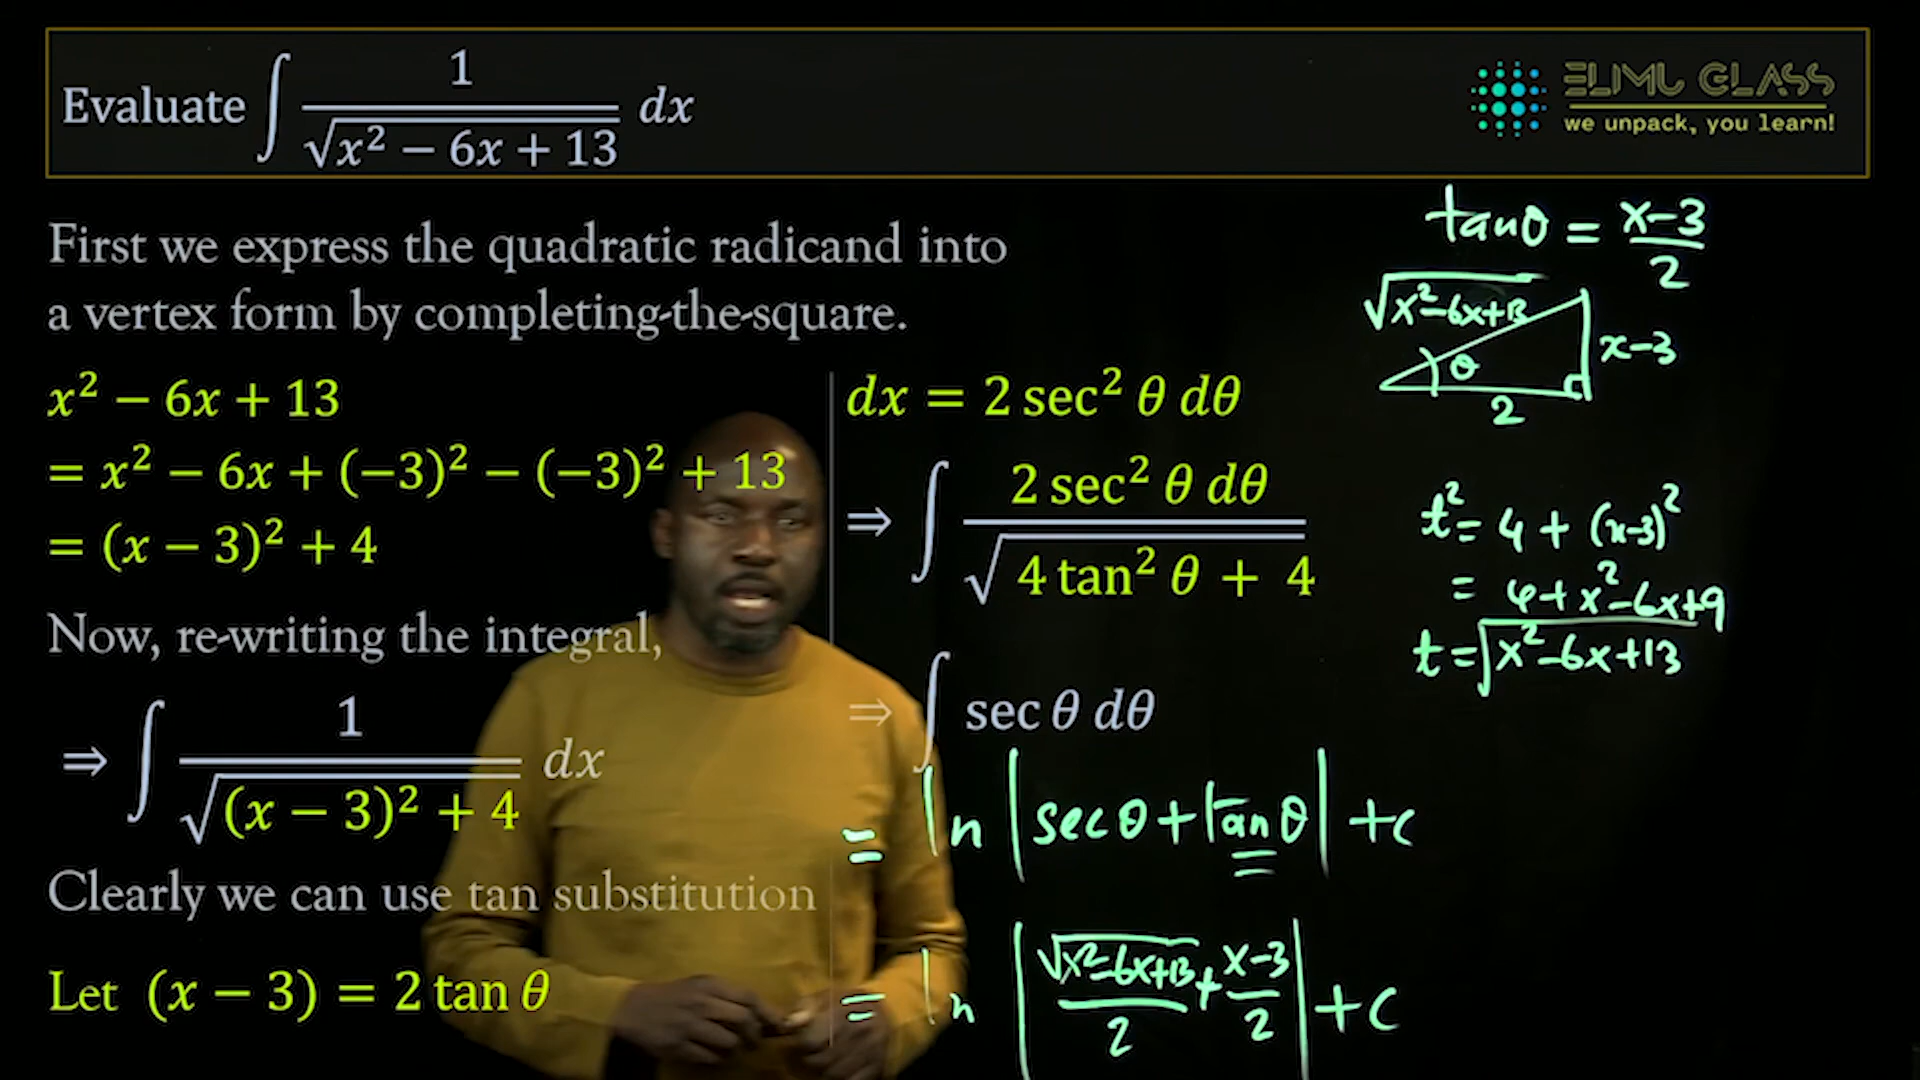 Evaluate ∫ 1/√(x² − 6x + 13) dx
ELIMU GLASS
we unpack, you learn!
First we express the quadratic radicand into
a vertex form by completing-the-square.
x² − 6x + 13
= x² − 6x + (−3)² − (−3)² + 13
= (x − 3)² + 4
Now, re-writing the integral,
⇒ ∫ 1/√((x − 3)² + 4) dx
Clearly we can use tan substitution
Let (x − 3) = 2 tan θ
dx = 2 sec² θ dθ
⇒ ∫ 2 sec² θ dθ/√(4 tan² θ + 4)
⇒ ∫ sec θ dθ
= ln |sec θ + tan θ| + c
= ln |√(x²−6x+13)/2 + (x−3)/2| + c
tanθ = (x−3)/2
√(x²−6x+13)
θ
x−3
2
t² = 4 + (x−3)²
= 4 + x²−6x+9
t = √(x²−6x+13)